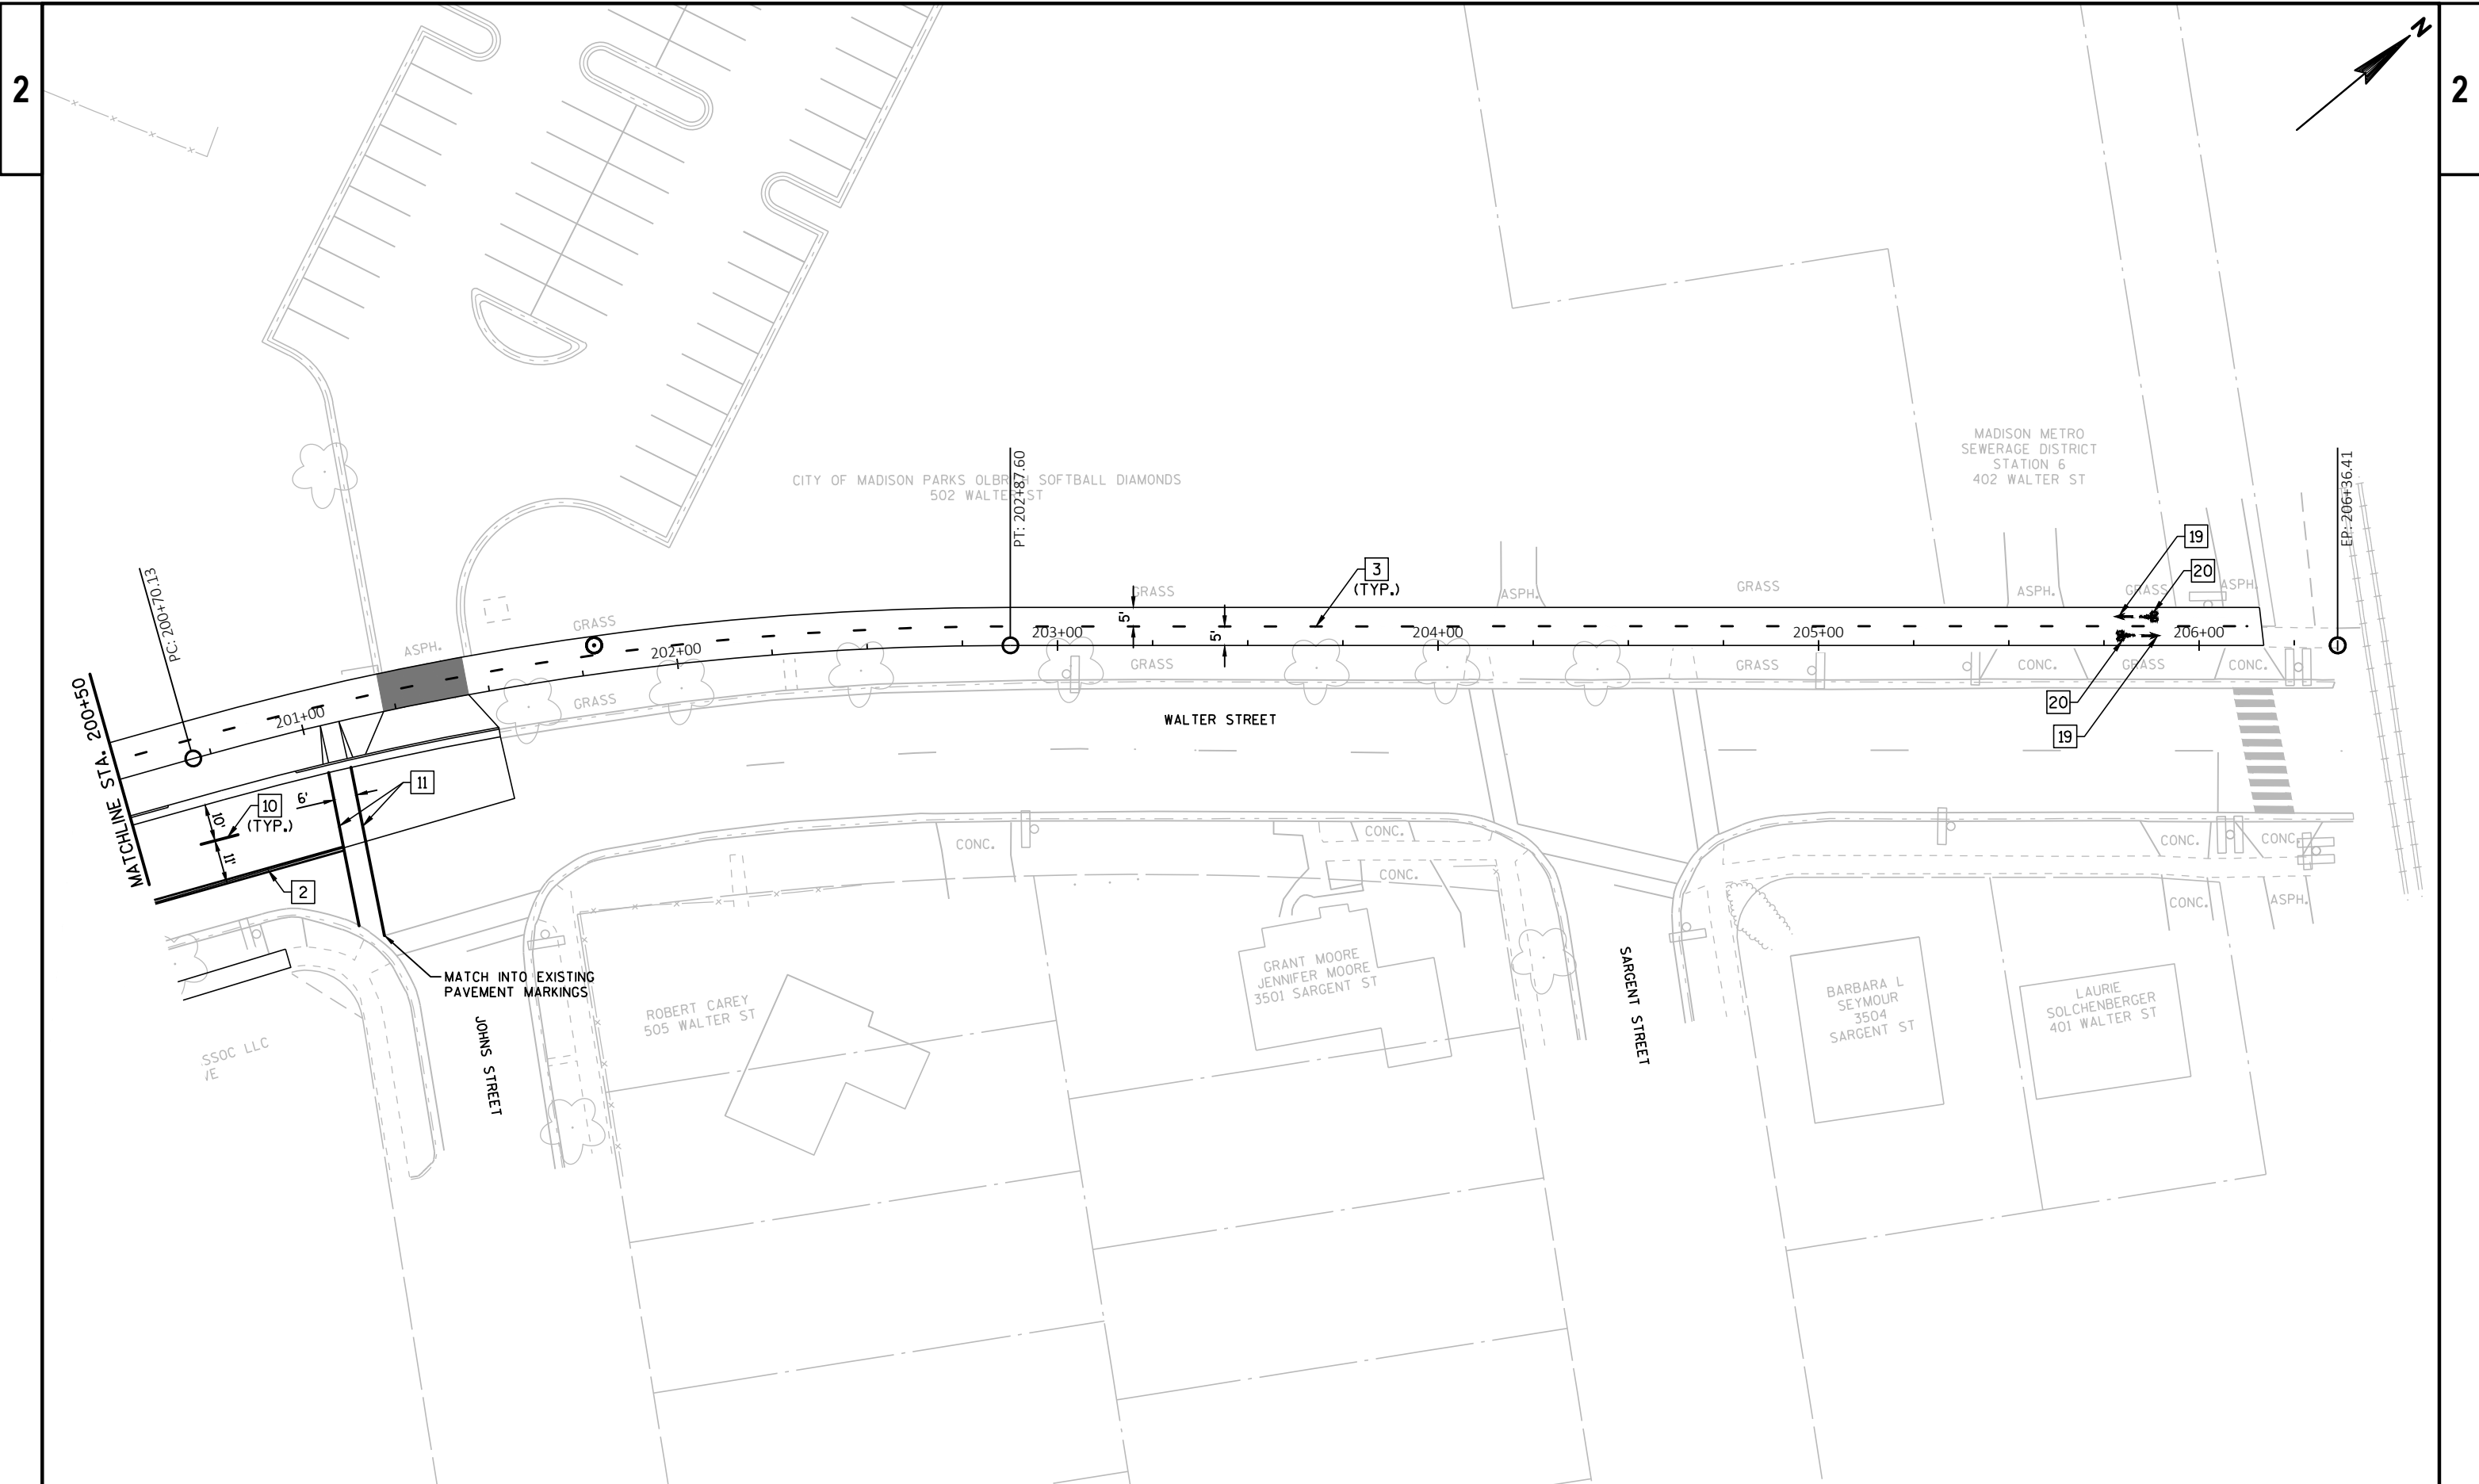 2
2
N
MADISON METRO
SEWERAGE DISTRICT
STATION 6
402 WALTER ST
CITY OF MADISON PARKS OLBRICH SOFTBALL DIAMONDS
502 WALTER ST
PT: 202+87.60
EP: 206+36.41
PC: 200+70.13
19
20
3
(TYP.)
GRASS
ASPH.
GRASS
ASPH.
GRASS
ASPH.
5'
5'
GRASS
ASPH.
201+00
202+00
203+00
204+00
205+00
206+00
GRASS
GRASS
GRASS
CONC.
GRASS
CONC.
20
19
MATCHLINE STA. 200+50
WALTER STREET
11
10
(TYP.)
6'
10'
11'
2
CONC.
CONC.
CONC.
CONC.
CONC.
CONC.
ASPH.
MATCH INTO EXISTING
PAVEMENT MARKINGS
JOHNS STREET
SARGENT STREET
ROBERT CAREY
505 WALTER ST
GRANT MOORE
JENNIFER MOORE
3501 SARGENT ST
BARBARA L
SEYMOUR
3504
SARGENT ST
LAURIE
SOLCHENBERGER
401 WALTER ST
SSOC LLC
VE